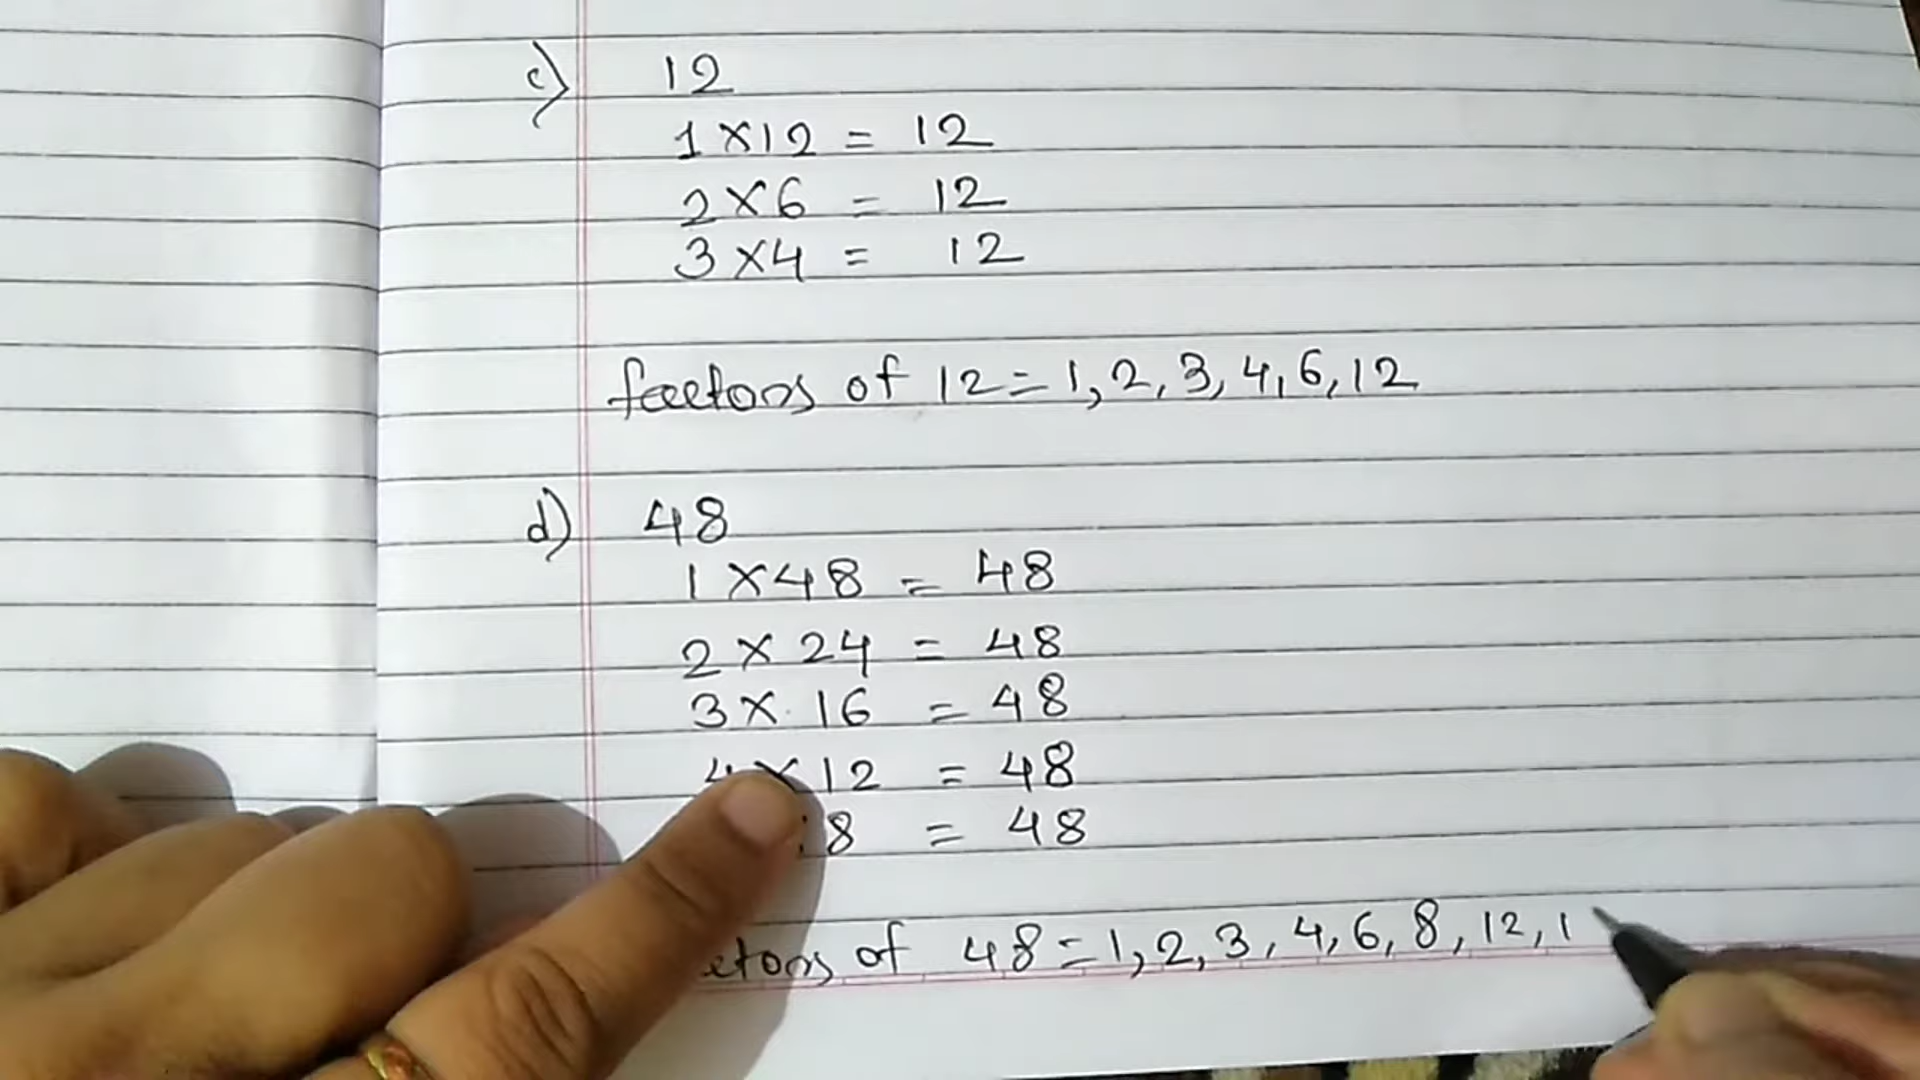 c) 12
1 × 12 = 12
2 × 6 = 12
3 × 4 = 12
factors of 12 = 1, 2, 3, 4, 6, 12
d) 48
1 × 48 = 48
2 × 24 = 48
3 × 16 = 48
4 × 12 = 48
8 = 48
of 48 = 1, 2, 3, 4, 6, 8, 12, 1